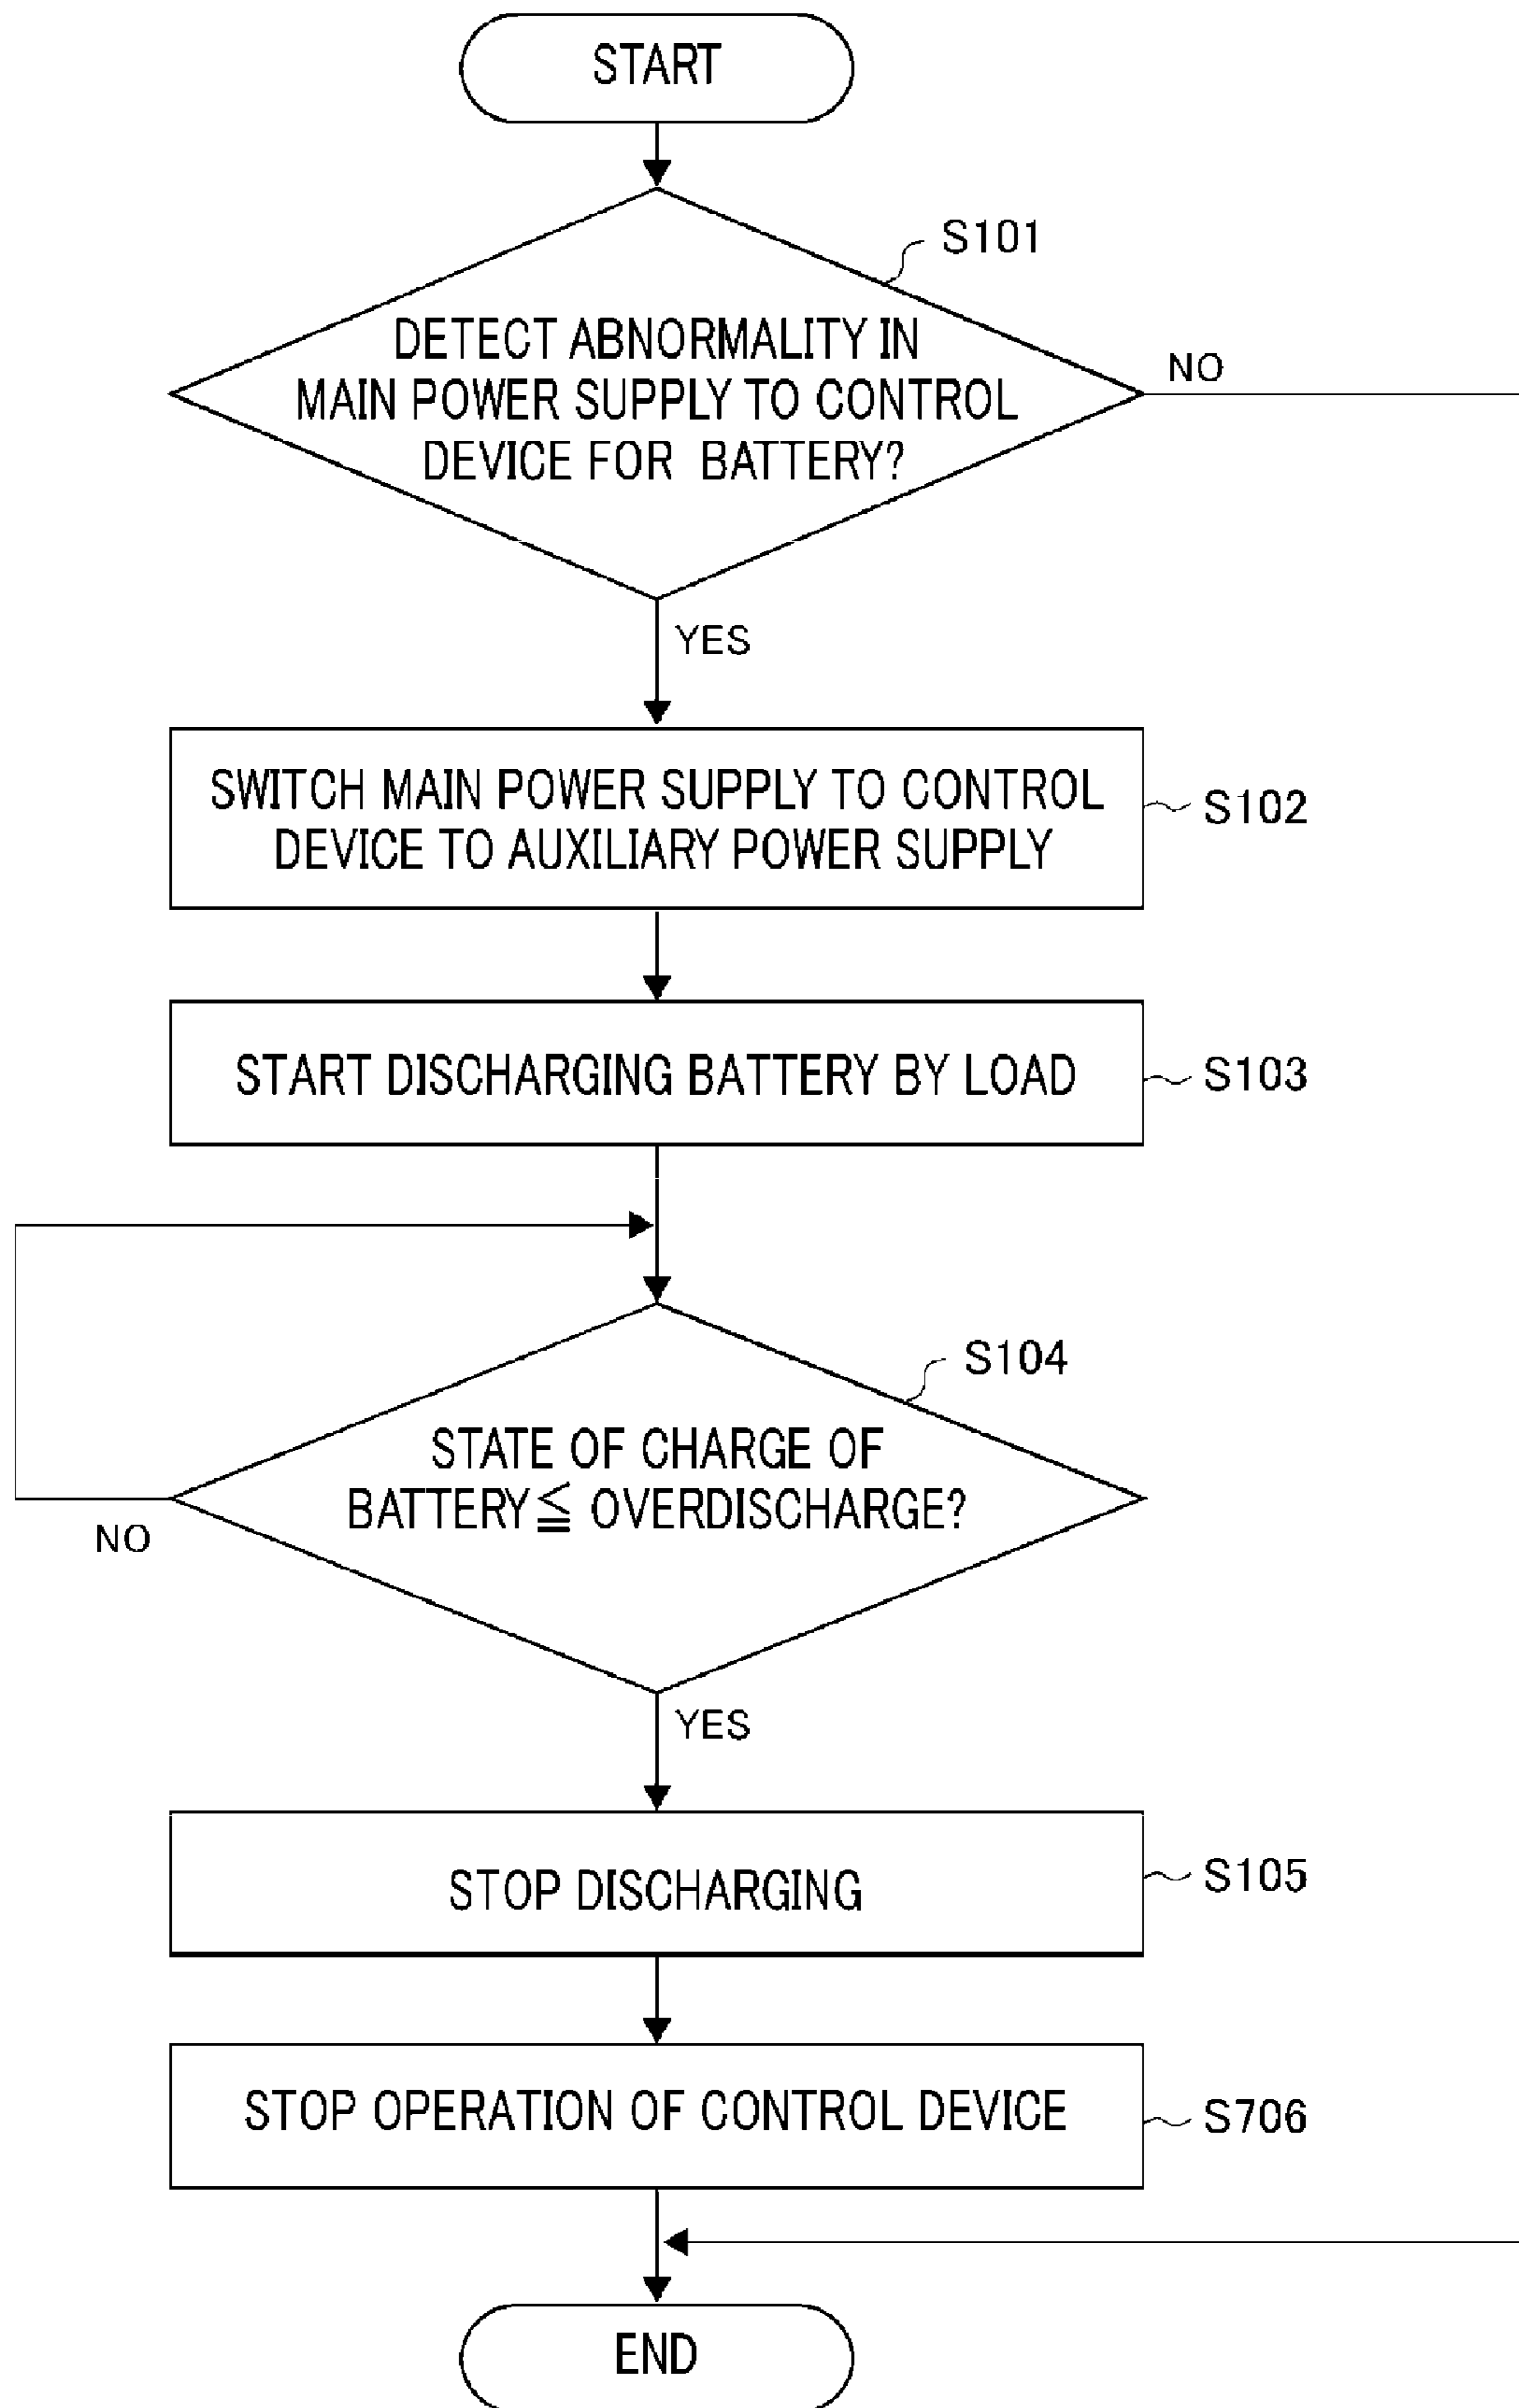 START
S101
DETECT ABNORMALITY IN
MAIN POWER SUPPLY TO CONTROL
DEVICE FOR BATTERY?
NO
YES
SWITCH MAIN POWER SUPPLY TO CONTROL
DEVICE TO AUXILIARY POWER SUPPLY
S102
START DISCHARGING BATTERY BY LOAD
S103
S104
STATE OF CHARGE OF
BATTERY≦ OVERDISCHARGE?
NO
YES
STOP DISCHARGING
S105
STOP OPERATION OF CONTROL DEVICE
S706
END